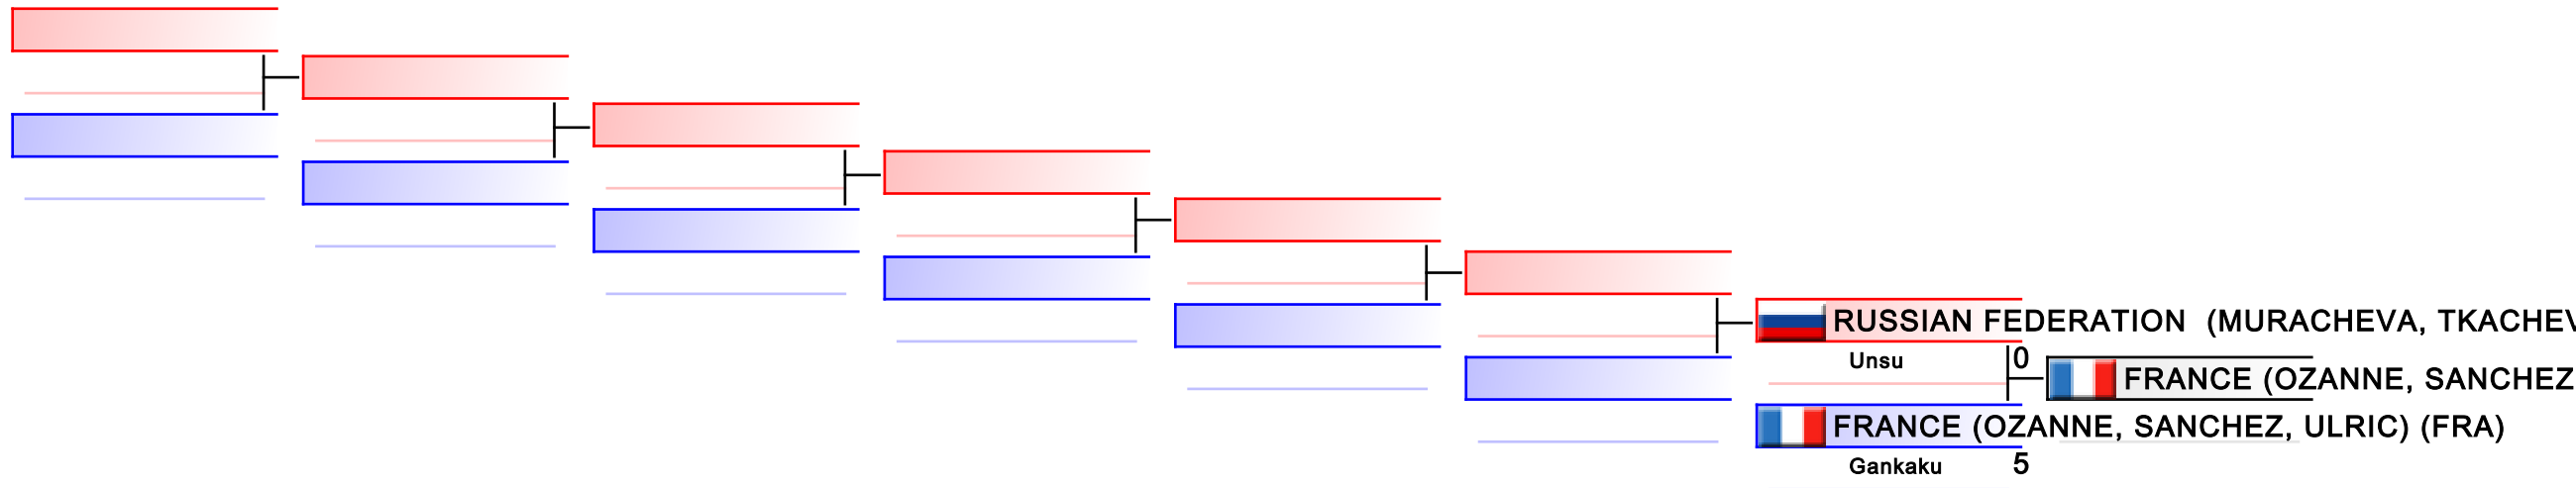 RUSSIAN FEDERATION (MURACHEVA, TKACHEV
Unsu
0
FRANCE (OZANNE, SANCHEZ
FRANCE (OZANNE, SANCHEZ, ULRIC) (FRA)
Gankaku
5